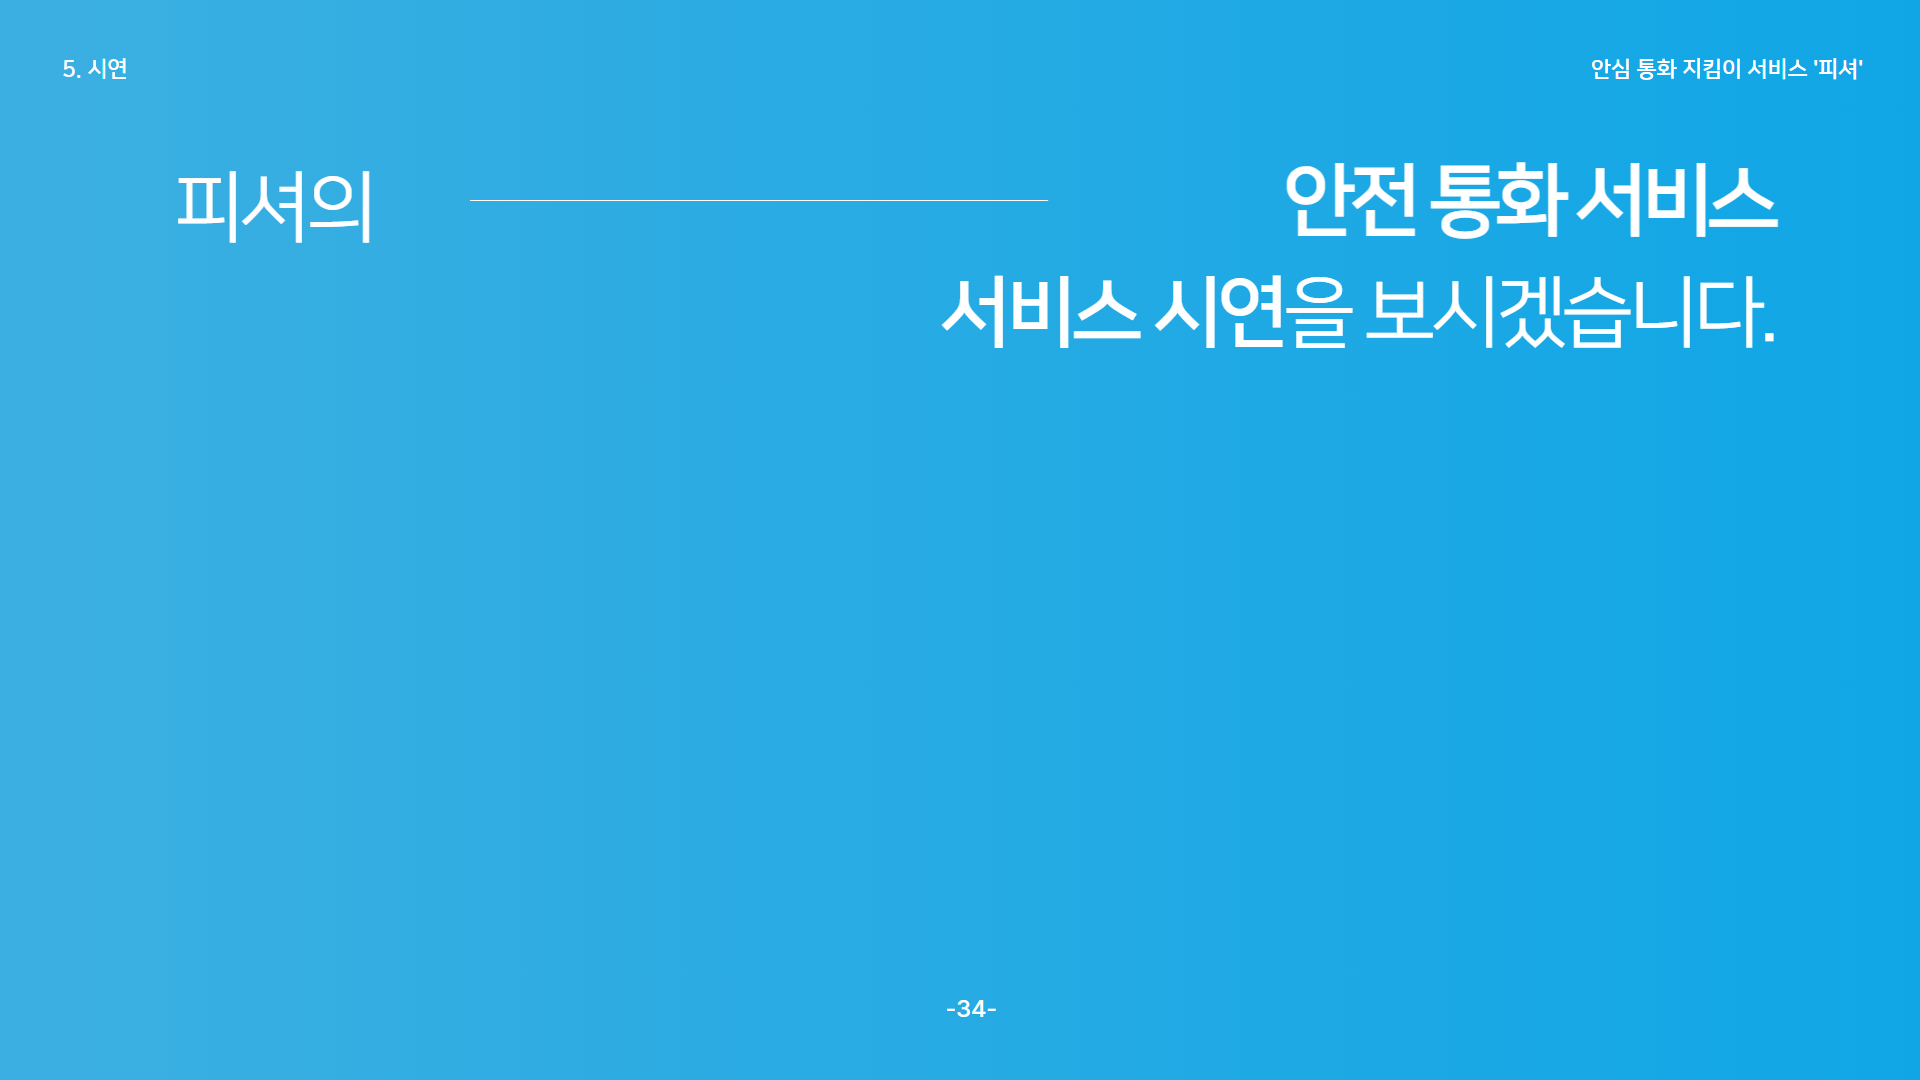 5. 시연
안심 통화 지킴이 서비스 '피셔'
피셔의
안전 통화 서비스
서비스 시연을 보시겠습니다.
-34-